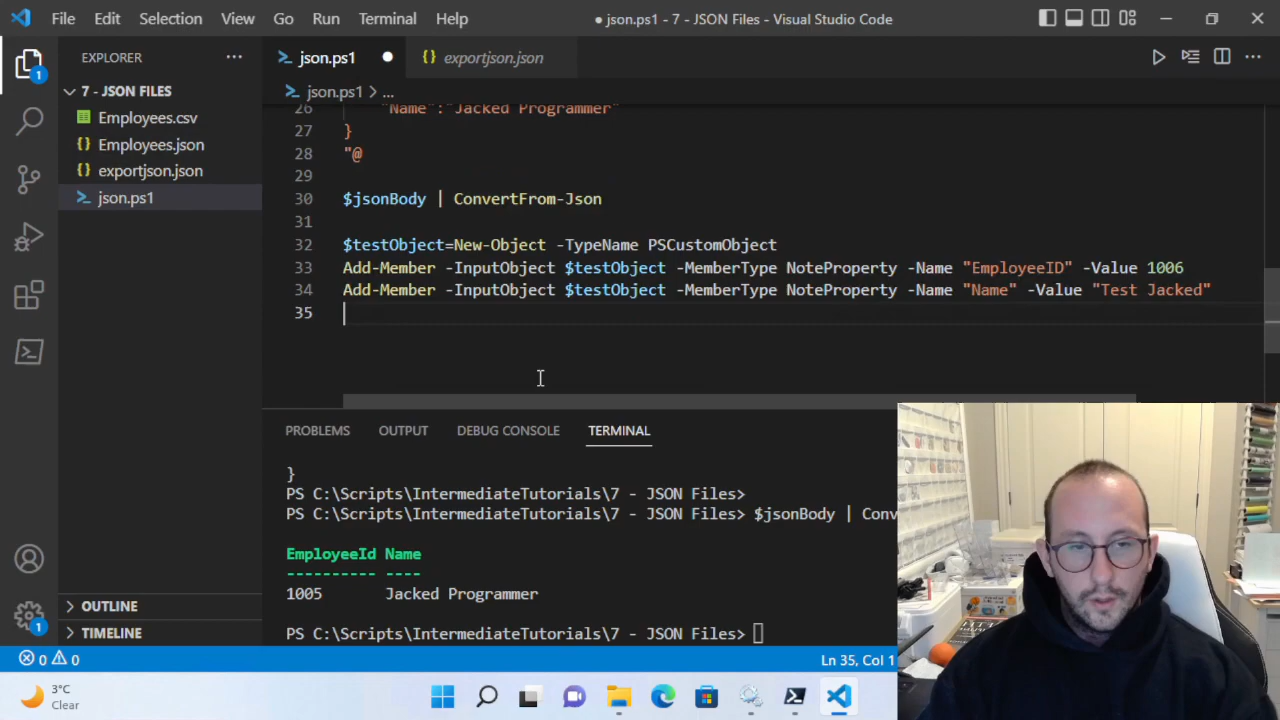 File Edit Selection View Go Run Terminal Help
● json.ps1 - 7 - JSON Files - Visual Studio Code
EXPLORER
json.ps1
exportjson.json
7 - JSON FILES
json.ps1 > ...
Employees.csv
Employees.json
exportjson.json
json.ps1
26 "Name":"Jacked Programmer"
27 }
28 "@
29
30 $jsonBody | ConvertFrom-Json
31
32 $testObject=New-Object -TypeName PSCustomObject
33 Add-Member -InputObject $testObject -MemberType NoteProperty -Name "EmployeeID" -Value 1006
34 Add-Member -InputObject $testObject -MemberType NoteProperty -Name "Name" -Value "Test Jacked"
35
PROBLEMS OUTPUT DEBUG CONSOLE TERMINAL
}
PS C:\Scripts\IntermediateTutorials\7 - JSON Files>
PS C:\Scripts\IntermediateTutorials\7 - JSON Files> $jsonBody | Conv
EmployeeId Name
---------- ----
1005 Jacked Programmer
PS C:\Scripts\IntermediateTutorials\7 - JSON Files>
OUTLINE
TIMELINE
1
1
0 0
Ln 35, Col 1
3°C
Clear